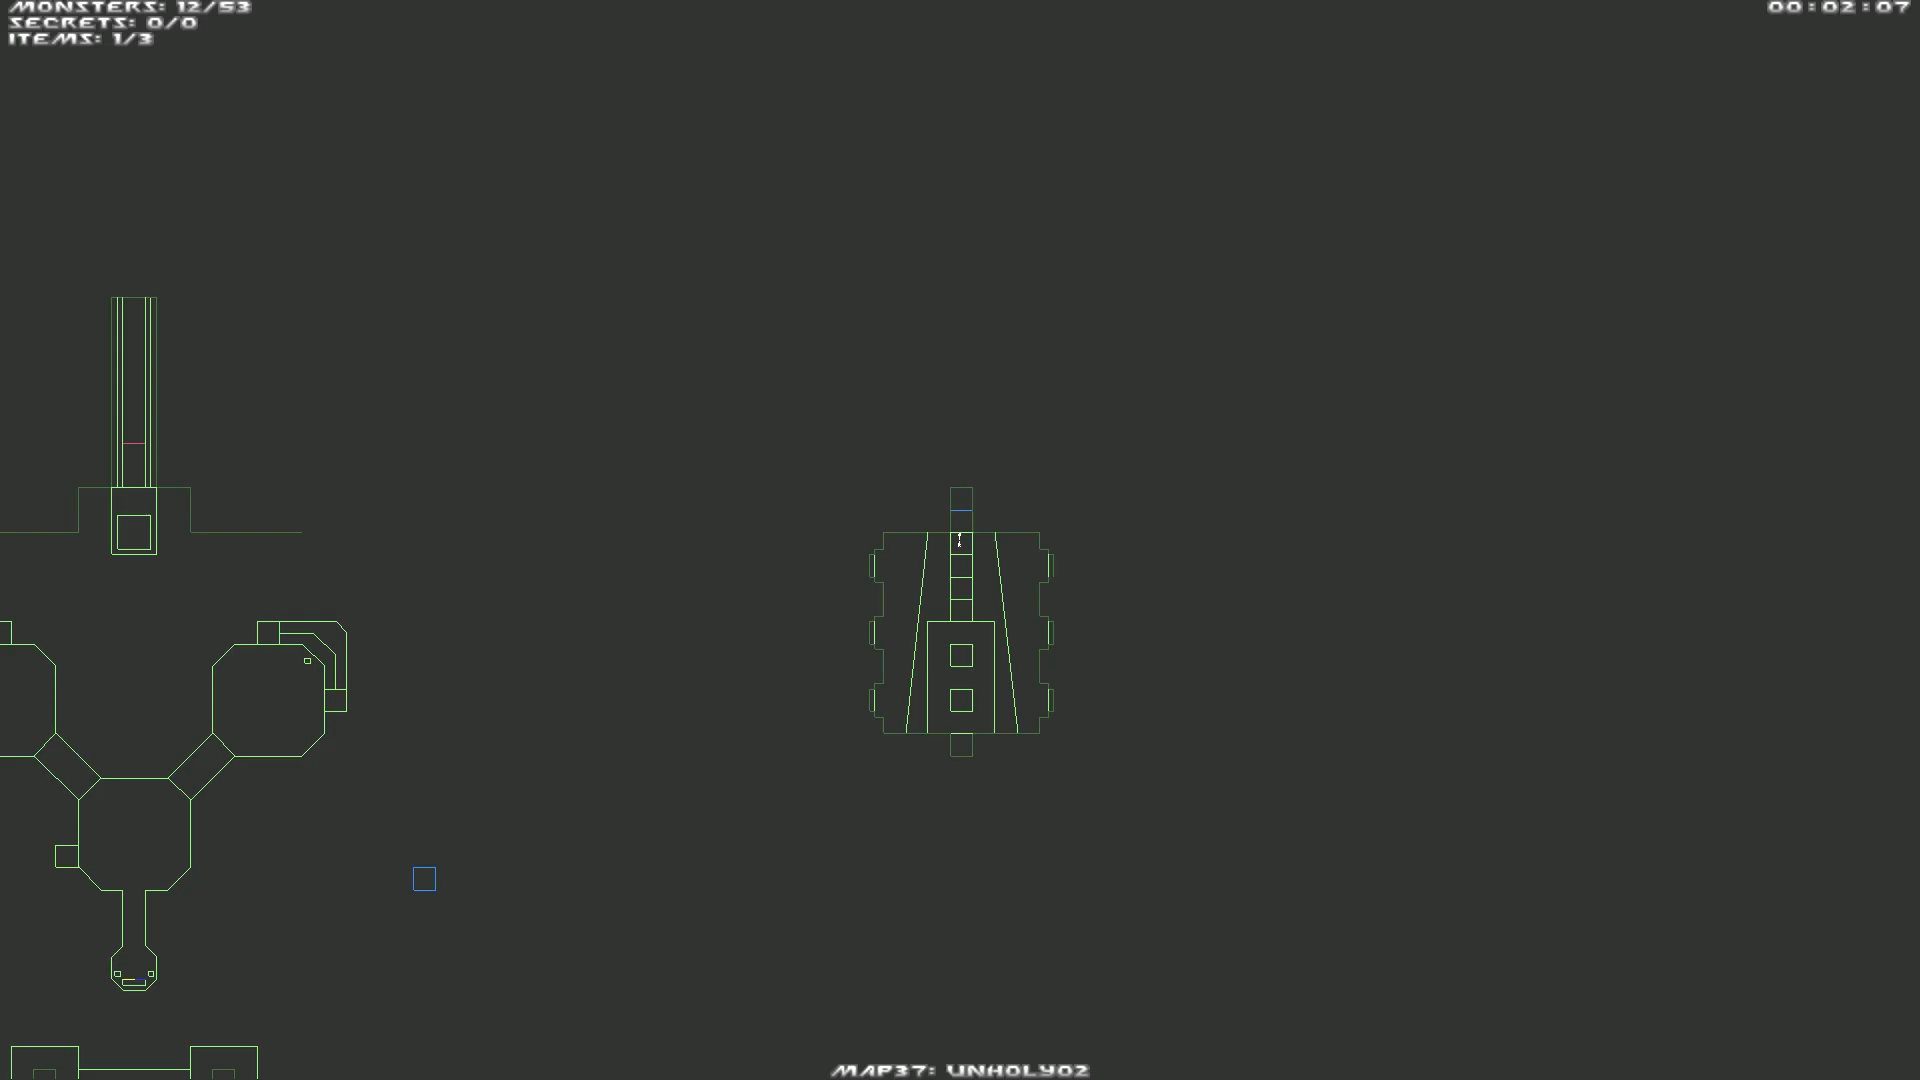 MONSTERS: 12/53
00:02:07
SECRETS: 0/0
ITEMS: 1/3
MAP37: UNHOLY02